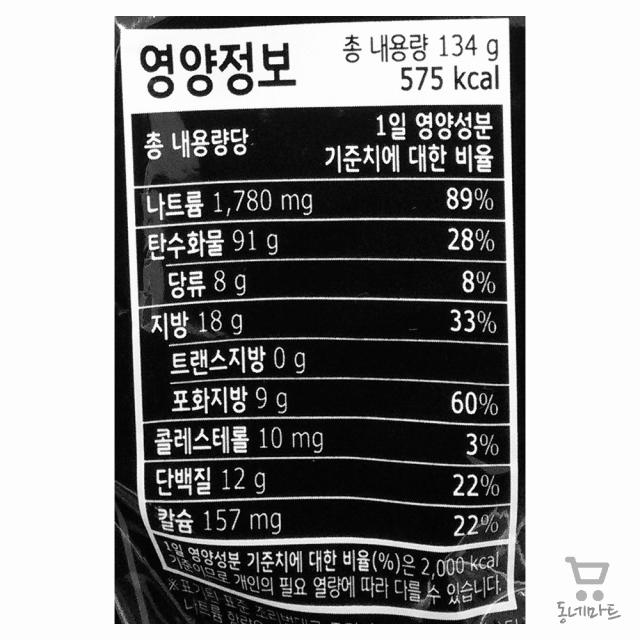 영양정보
총 내용량 134 g
575 kcal
총 내용량당
1일 영양성분
기준치에 대한 비율
나트륨 1,780 mg 89%
탄수화물 91 g 28%
당류 8 g 8%
지방 18 g 33%
트랜스지방 0 g
포화지방 9 g 60%
콜레스테롤 10 mg 3%
단백질 12 g 22%
칼슘 157 mg 22%
1일 영양성분 기준치에 대한 비율(%)은 2,000 kcal
기준이므로 개인의 필요 열량에 따라 다를 수 있습니다.
동네마트